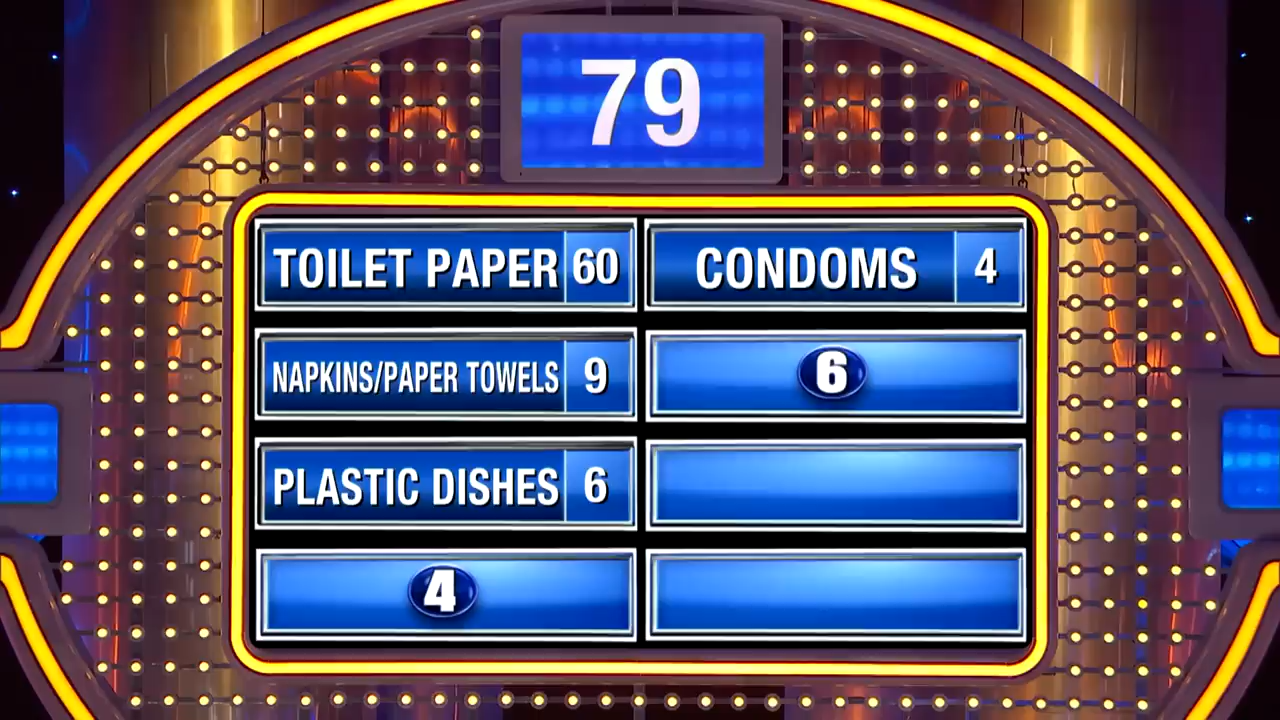 79
TOILET PAPER 60
NAPKINS/PAPER TOWELS 9
PLASTIC DISHES 6
4
CONDOMS 4
6